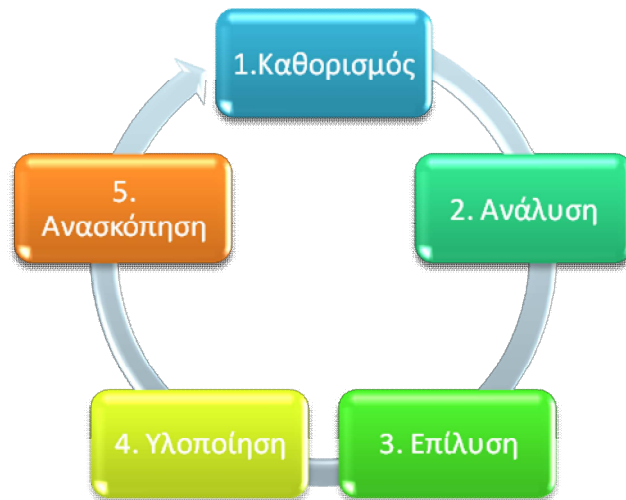 1.Καθορισμός
2. Ανάλυση
3. Επίλυση
4. Υλοποίηση
5.
Ανασκόπηση